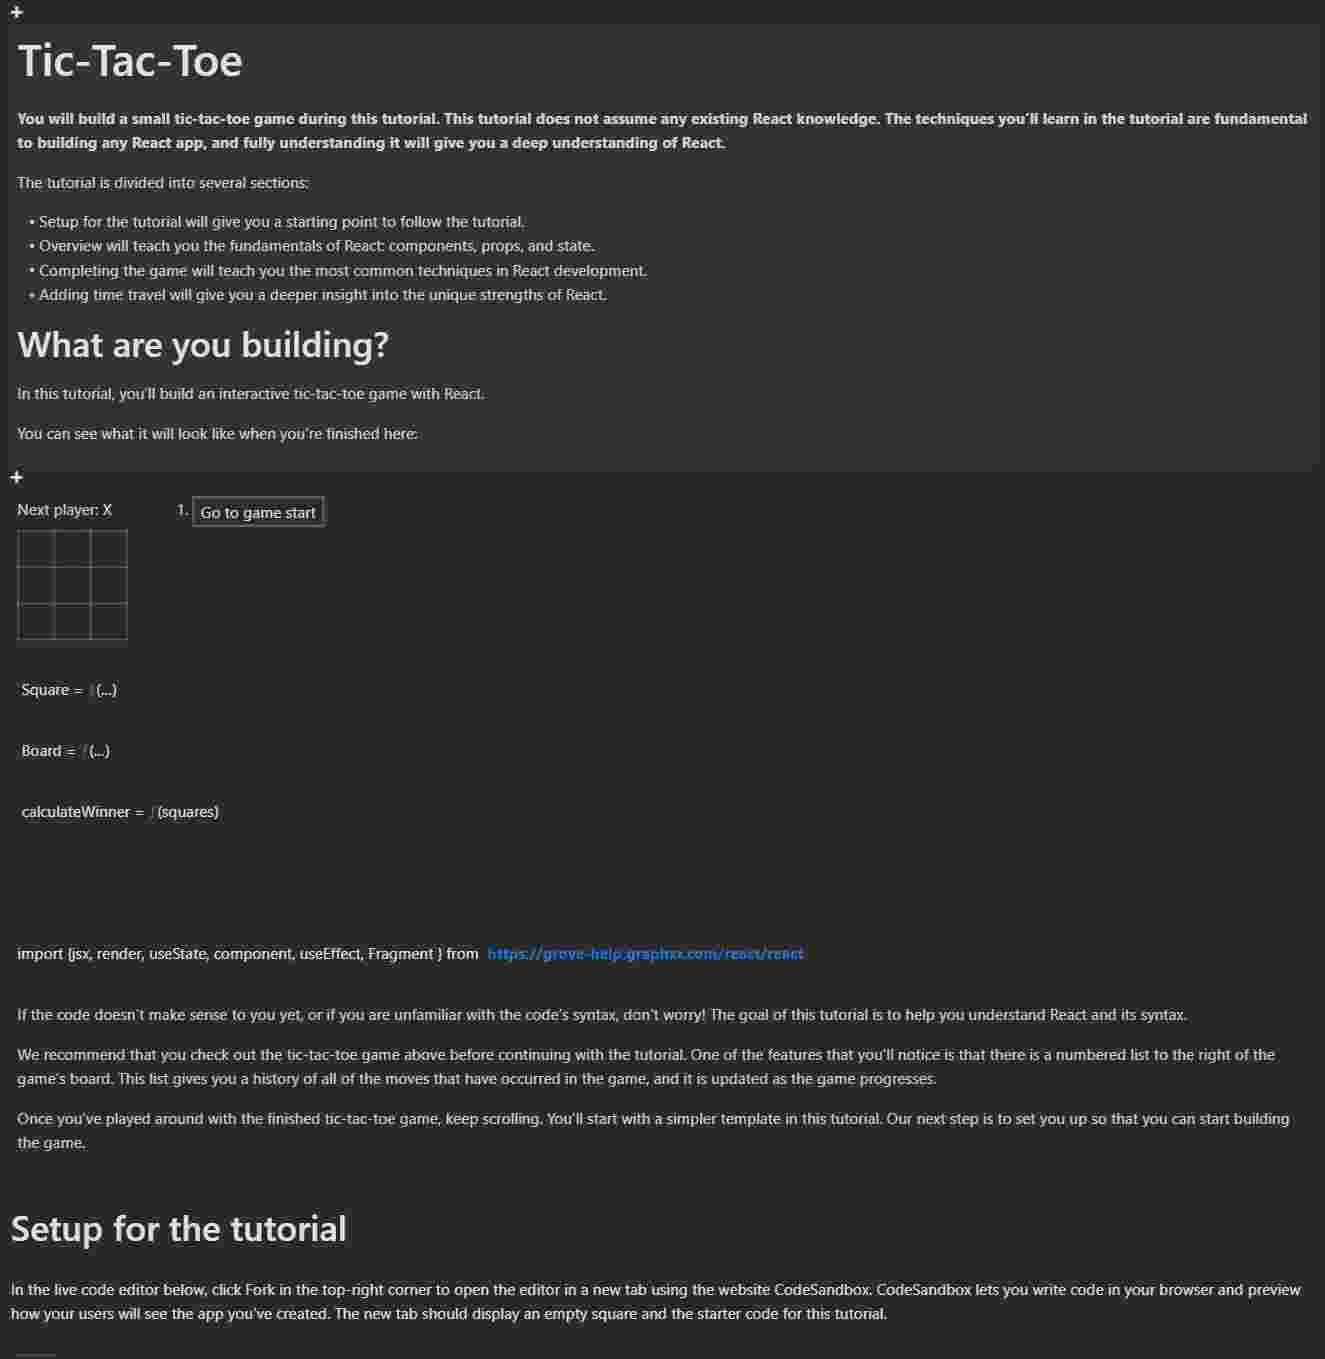 +
Tic-Tac-Toe
You will build a small tic-tac-toe game during this tutorial. This tutorial does not assume any existing React knowledge. The techniques you'll learn in the tutorial are fundamental
to building any React app, and fully understanding it will give you a deep understanding of React.
The tutorial is divided into several sections:
• Setup for the tutorial will give you a starting point to follow the tutorial.
• Overview will teach you the fundamentals of React: components, props, and state.
• Completing the game will teach you the most common techniques in React development.
• Adding time travel will give you a deeper insight into the unique strengths of React.
What are you building?
In this tutorial, you'll build an interactive tic-tac-toe game with React.
You can see what it will look like when you're finished here:
+
Next player: X
1. Go to game start
Square = ƒ(...)
Board = ƒ(...)
calculateWinner = ƒ(squares)
import {jsx, render, useState, component, useEffect, Fragment } from https://grove-help.graphxx.com/react/react
If the code doesn't make sense to you yet, or if you are unfamiliar with the code's syntax, don't worry! The goal of this tutorial is to help you understand React and its syntax.
We recommend that you check out the tic-tac-toe game above before continuing with the tutorial. One of the features that you'll notice is that there is a numbered list to the right of the
game's board. This list gives you a history of all of the moves that have occurred in the game, and it is updated as the game progresses.
Once you've played around with the finished tic-tac-toe game, keep scrolling. You'll start with a simpler template in this tutorial. Our next step is to set you up so that you can start building
the game.
Setup for the tutorial
In the live code editor below, click Fork in the top-right corner to open the editor in a new tab using the website CodeSandbox. CodeSandbox lets you write code in your browser and preview
how your users will see the app you've created. The new tab should display an empty square and the starter code for this tutorial.